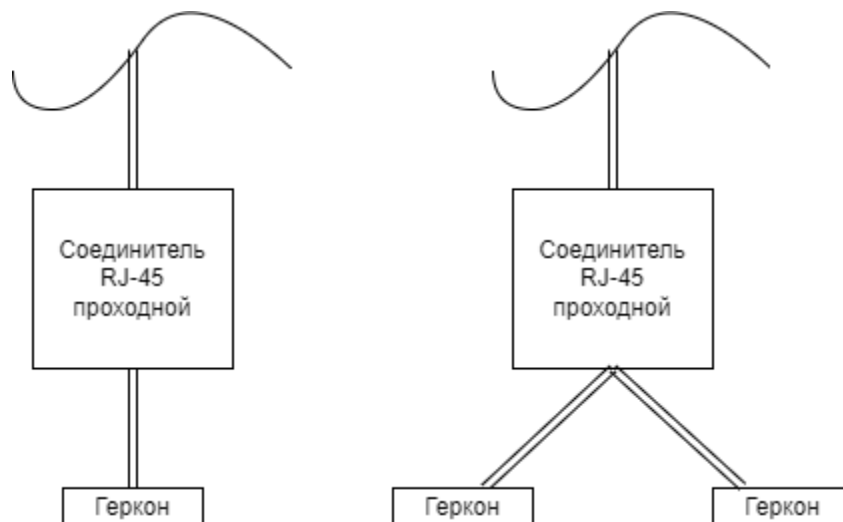 Соединитель
RJ-45
проходной
Соединитель
RJ-45
проходной
Геркон
Геркон
Геркон